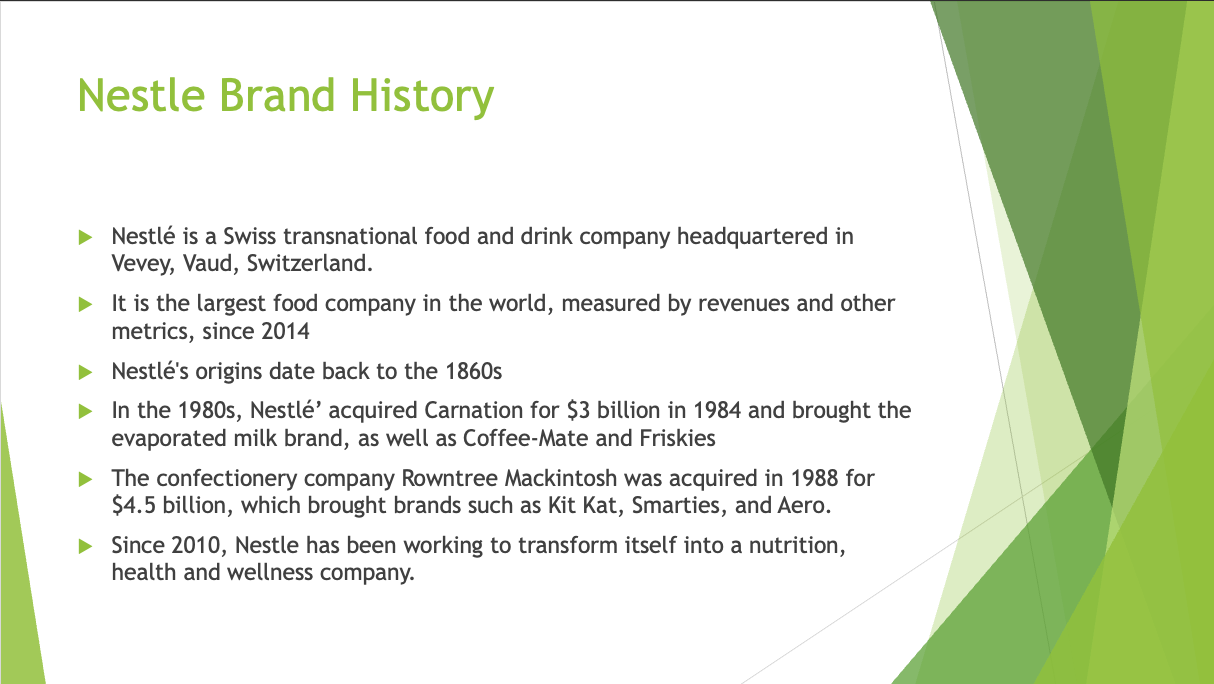 Nestle Brand History
Nestlé is a Swiss transnational food and drink company headquartered in
Vevey, Vaud, Switzerland.
It is the largest food company in the world, measured by revenues and other
metrics, since 2014
Nestlé's origins date back to the 1860s
In the 1980s, Nestlé’ acquired Carnation for $3 billion in 1984 and brought the
evaporated milk brand, as well as Coffee-Mate and Friskies
The confectionery company Rowntree Mackintosh was acquired in 1988 for
$4.5 billion, which brought brands such as Kit Kat, Smarties, and Aero.
Since 2010, Nestle has been working to transform itself into a nutrition,
health and wellness company.